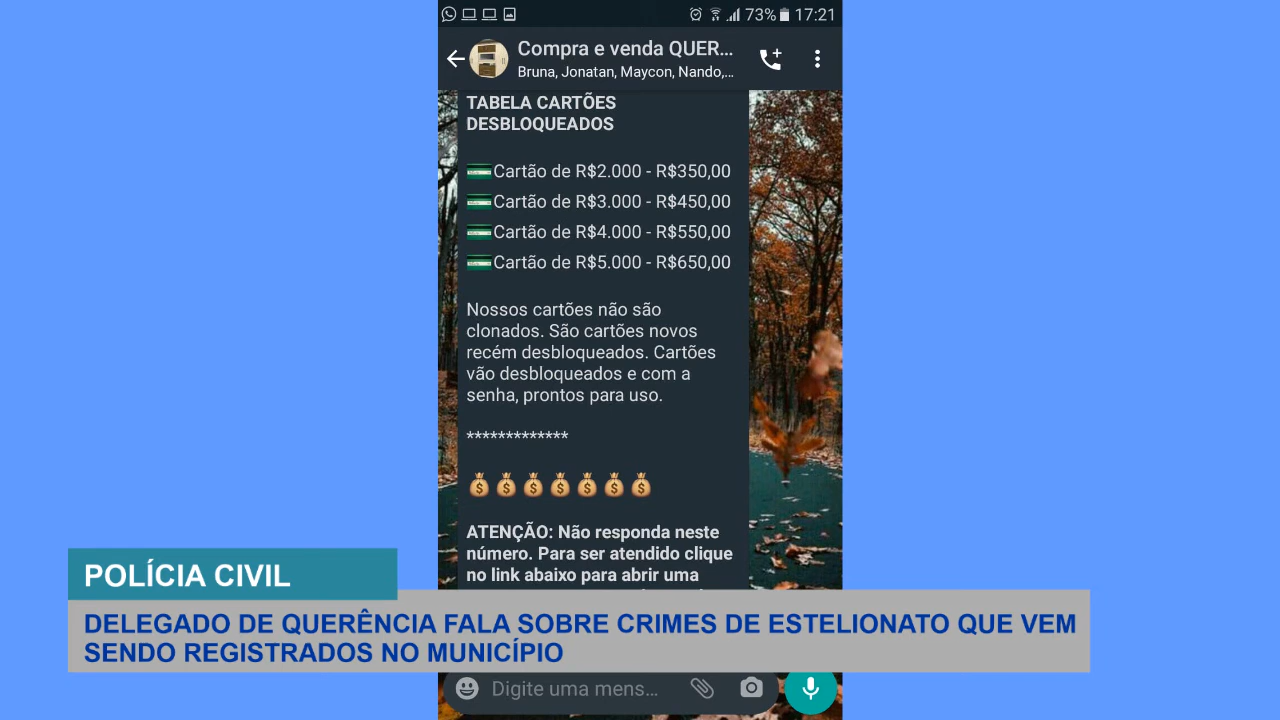 73% 17:21
Compra e venda QUER...
Bruna, Jonatan, Maycon, Nando,...
TABELA CARTÕES
DESBLOQUEADOS
Cartão de R$2.000 - R$350,00
Cartão de R$3.000 - R$450,00
Cartão de R$4.000 - R$550,00
Cartão de R$5.000 - R$650,00
Nossos cartões não são
clonados. São cartões novos
recém desbloqueados. Cartões
vão desbloqueados e com a
senha, prontos para uso.
*************
ATENÇÃO: Não responda neste
número. Para ser atendido clique
no link abaixo para abrir uma
POLÍCIA CIVIL
DELEGADO DE QUERÊNCIA FALA SOBRE CRIMES DE ESTELIONATO QUE VEM
SENDO REGISTRADOS NO MUNICÍPIO
Digite uma mens...